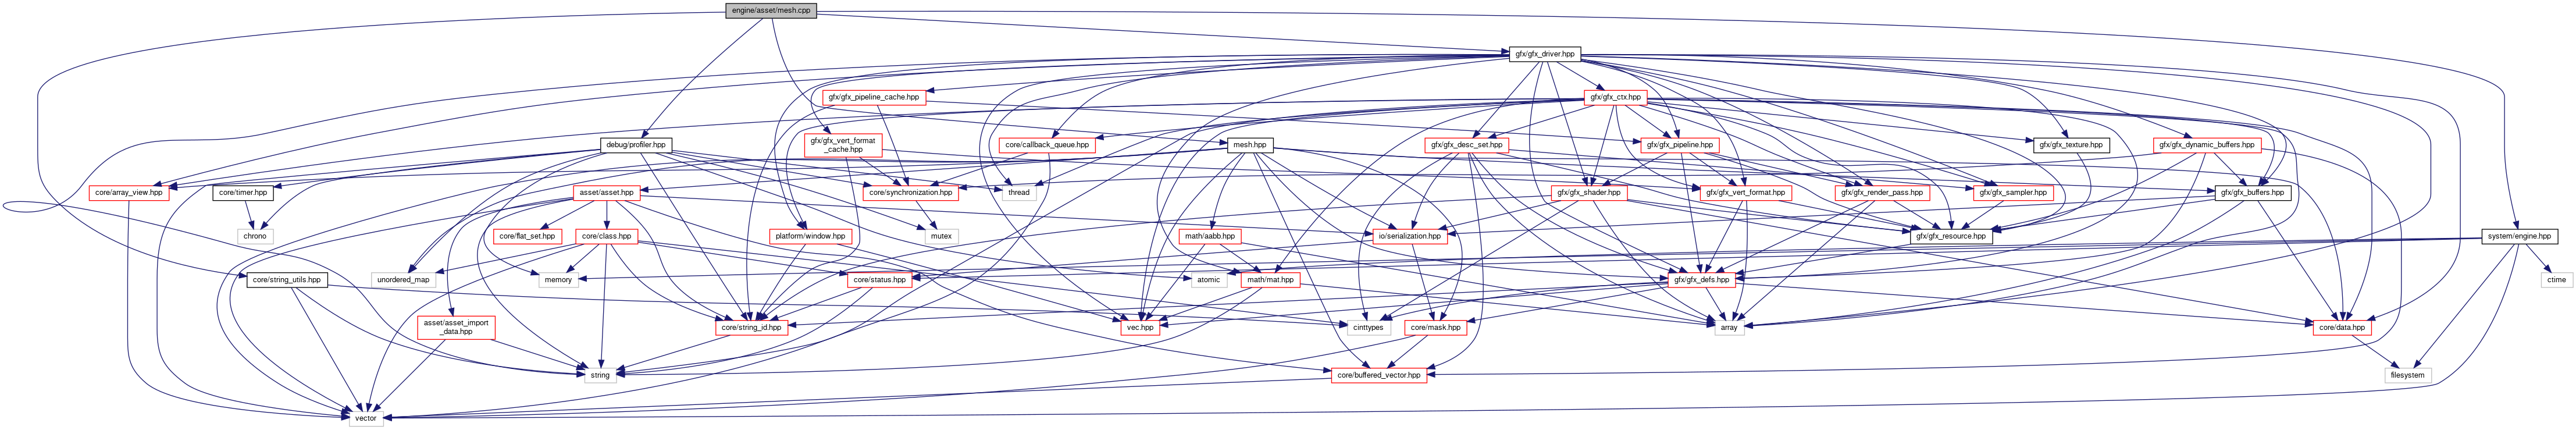 engine/asset/mesh.cpp
gfx/gfx_driver.hpp
gfx/gfx_pipeline_cache.hpp
gfx/gfx_ctx.hpp
debug/profiler.hpp
gfx/gfx_vert_format
_cache.hpp
core/callback_queue.hpp
mesh.hpp
gfx/gfx_desc_set.hpp
gfx/gfx_pipeline.hpp
gfx/gfx_texture.hpp
gfx/gfx_dynamic_buffers.hpp
core/array_view.hpp
core/timer.hpp
asset/asset.hpp
core/synchronization.hpp
thread
gfx/gfx_shader.hpp
gfx/gfx_vert_format.hpp
gfx/gfx_render_pass.hpp
gfx/gfx_sampler.hpp
gfx/gfx_buffers.hpp
chrono
core/flat_set.hpp
core/class.hpp
platform/window.hpp
mutex
math/aabb.hpp
io/serialization.hpp
gfx/gfx_resource.hpp
system/engine.hpp
core/string_utils.hpp
unordered_map
memory
core/status.hpp
atomic
math/mat.hpp
gfx/gfx_defs.hpp
ctime
asset/asset_import
_data.hpp
core/string_id.hpp
vec.hpp
cinttypes
core/mask.hpp
array
core/data.hpp
string
core/buffered_vector.hpp
filesystem
vector